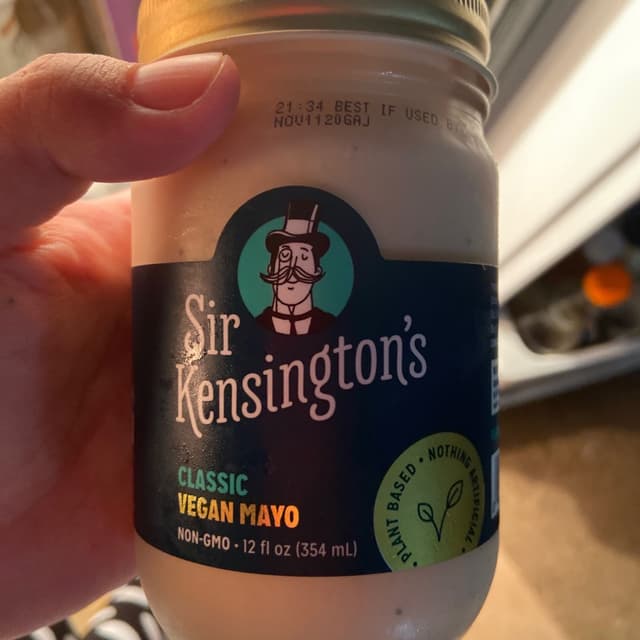 21:34 BEST IF USED
NOV1120GAJ
Sir
Kensington's
CLASSIC
VEGAN MAYO
NON-GMO • 12 fl oz (354 mL)
PLANT BASED • NOTHING ARTIFICIAL •